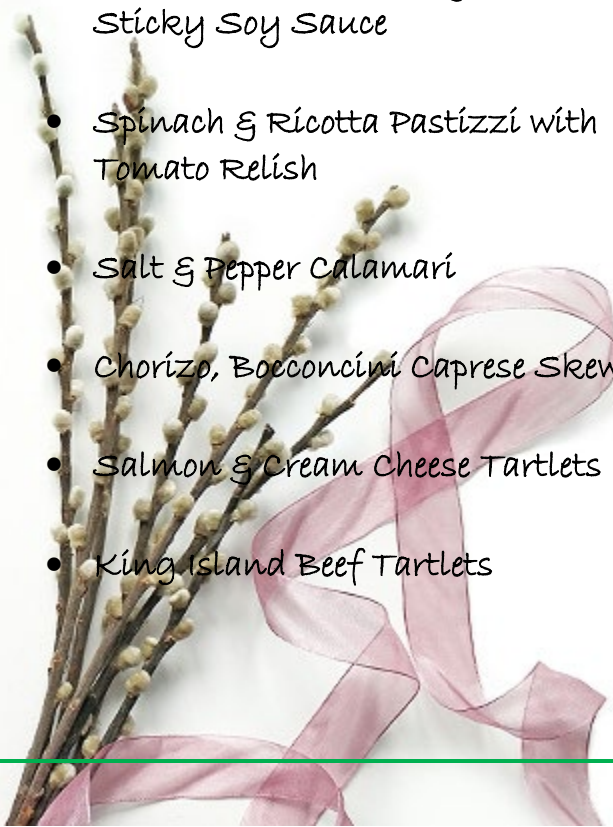 Sticky Soy Sauce
• Spinach & Ricotta Pastizzi with
Tomato Relish
• Salt & Pepper Calamari
• Chorizo, Bocconcini Caprese Skew
• Salmon & Cream Cheese Tartlets
• King Island Beef Tartlets